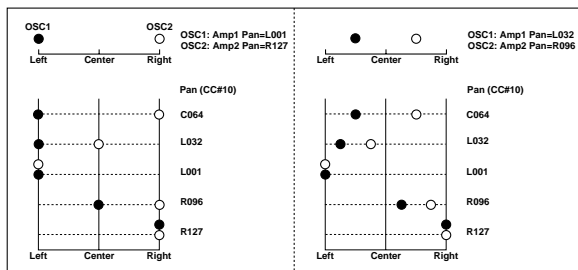 OSC1 OSC2
OSC1: Amp1 Pan=L001
OSC2: Amp2 Pan=R127
Left Center Right
Pan (CC#10)
C064
L032
L001
R096
R127
Left Center Right
OSC1: Amp1 Pan=L032
OSC2: Amp2 Pan=R096
Left Center Right
Pan (CC#10)
C064
L032
L001
R096
R127
Left Center Right